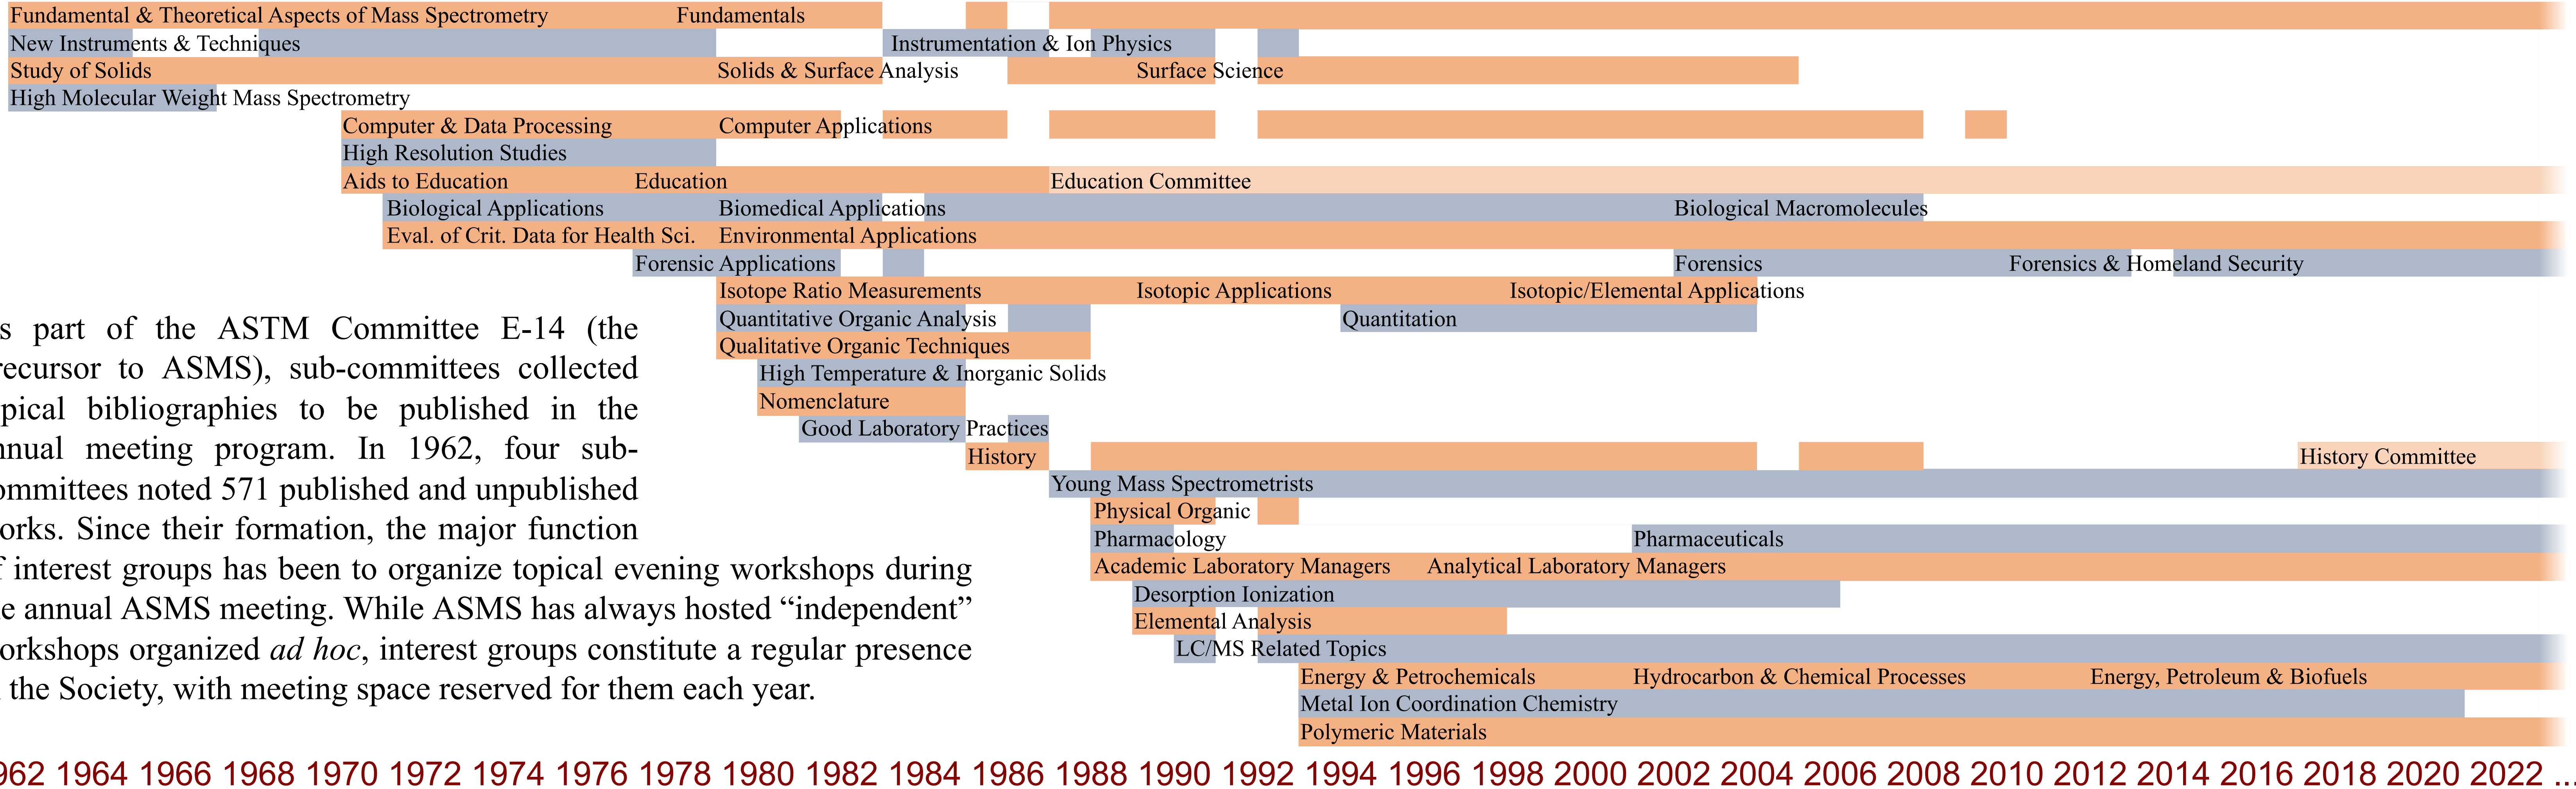 Fundamental & Theoretical Aspects of Mass Spectrometry Fundamentals
New Instruments & Techniques Instrumentation & Ion Physics
Study of Solids Solids & Surface Analysis Surface Science
High Molecular Weight Mass Spectrometry
Computer & Data Processing Computer Applications
High Resolution Studies
Aids to Education Education Education Committee
Biological Applications Biomedical Applications Biological Macromolecules
Eval. of Crit. Data for Health Sci. Environmental Applications
Forensic Applications Forensics Forensics & Homeland Security
Isotope Ratio Measurements Isotopic Applications Isotopic/Elemental Applications
Quantitative Organic Analysis Quantitation
Qualitative Organic Techniques
High Temperature & Inorganic Solids
Nomenclature
Good Laboratory Practices
History History Committee
Young Mass Spectrometrists
Physical Organic
Pharmacology Pharmaceuticals
Academic Laboratory Managers Analytical Laboratory Managers
Desorption Ionization
Elemental Analysis
LC/MS Related Topics
Energy & Petrochemicals Hydrocarbon & Chemical Processes Energy, Petroleum & Biofuels
Metal Ion Coordination Chemistry
Polymeric Materials
s part of the ASTM Committee E-14 (the
recursor to ASMS), sub-committees collected
pical bibliographies to be published in the
nnual meeting program. In 1962, four sub-
ommittees noted 571 published and unpublished
orks. Since their formation, the major function
f interest groups has been to organize topical evening workshops during
e annual ASMS meeting. While ASMS has always hosted “independent”
orkshops organized ad hoc, interest groups constitute a regular presence
the Society, with meeting space reserved for them each year.
962 1964 1966 1968 1970 1972 1974 1976 1978 1980 1982 1984 1986 1988 1990 1992 1994 1996 1998 2000 2002 2004 2006 2008 2010 2012 2014 2016 2018 2020 2022 ...